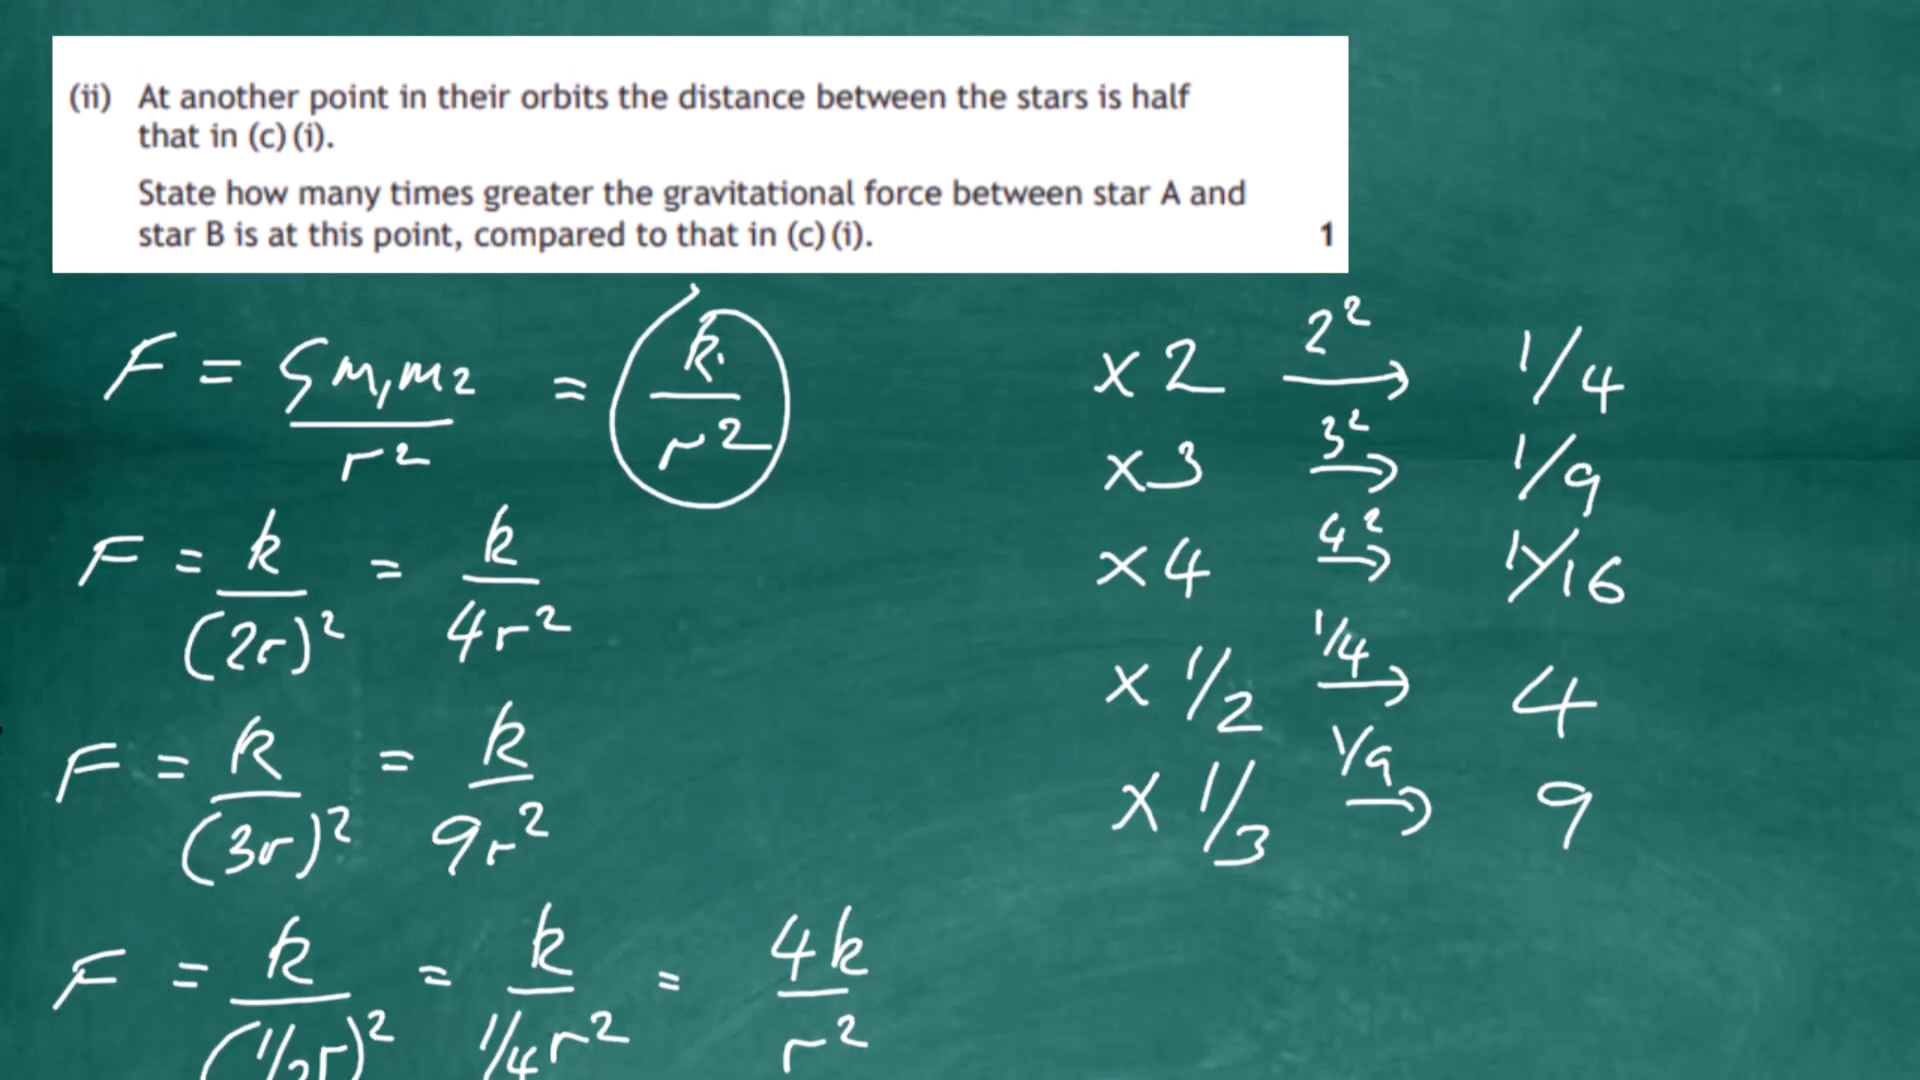 (ii) At another point in their orbits the distance between the stars is half
that in (c)(i).
State how many times greater the gravitational force between star A and
star B is at this point, compared to that in (c)(i). 1
F = Gm₁m₂/r² = k/r²
F = k/(2r)² = k/4r²
F = k/(3r)² = k/9r²
F = k/(1/2r)² = k/1/4r² = 4k/r²
x2 2² → 1/4
x3 3² → 1/9
x4 4² → 1/16
x 1/2 1/4 → 4
x 1/3 1/9 → 9